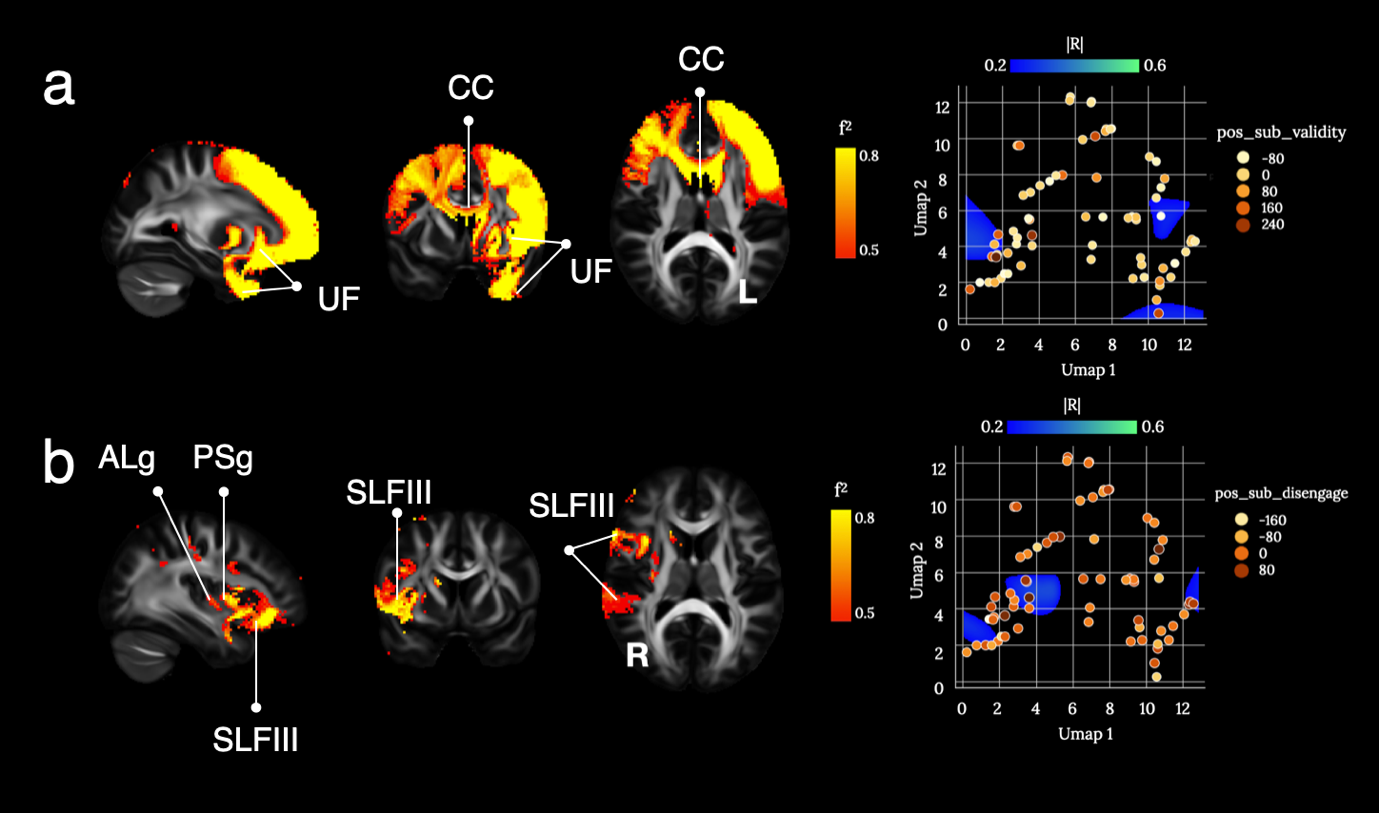 a
CC
UF
CC
UF
L
f²
0.8
0.5
|R|
0.2
0.6
12
10
8
6
4
2
0
Umap 2
0 2 4 6 8 10 12
Umap 1
pos_sub_validity
-80
0
80
160
240
b
ALg
PSg
SLFIII
SLFIII
SLFIII
R
f²
0.8
0.5
|R|
0.2
0.6
12
10
8
6
4
2
0
Umap 2
0 2 4 6 8 10 12
Umap 1
pos_sub_disengage
-160
-80
0
80